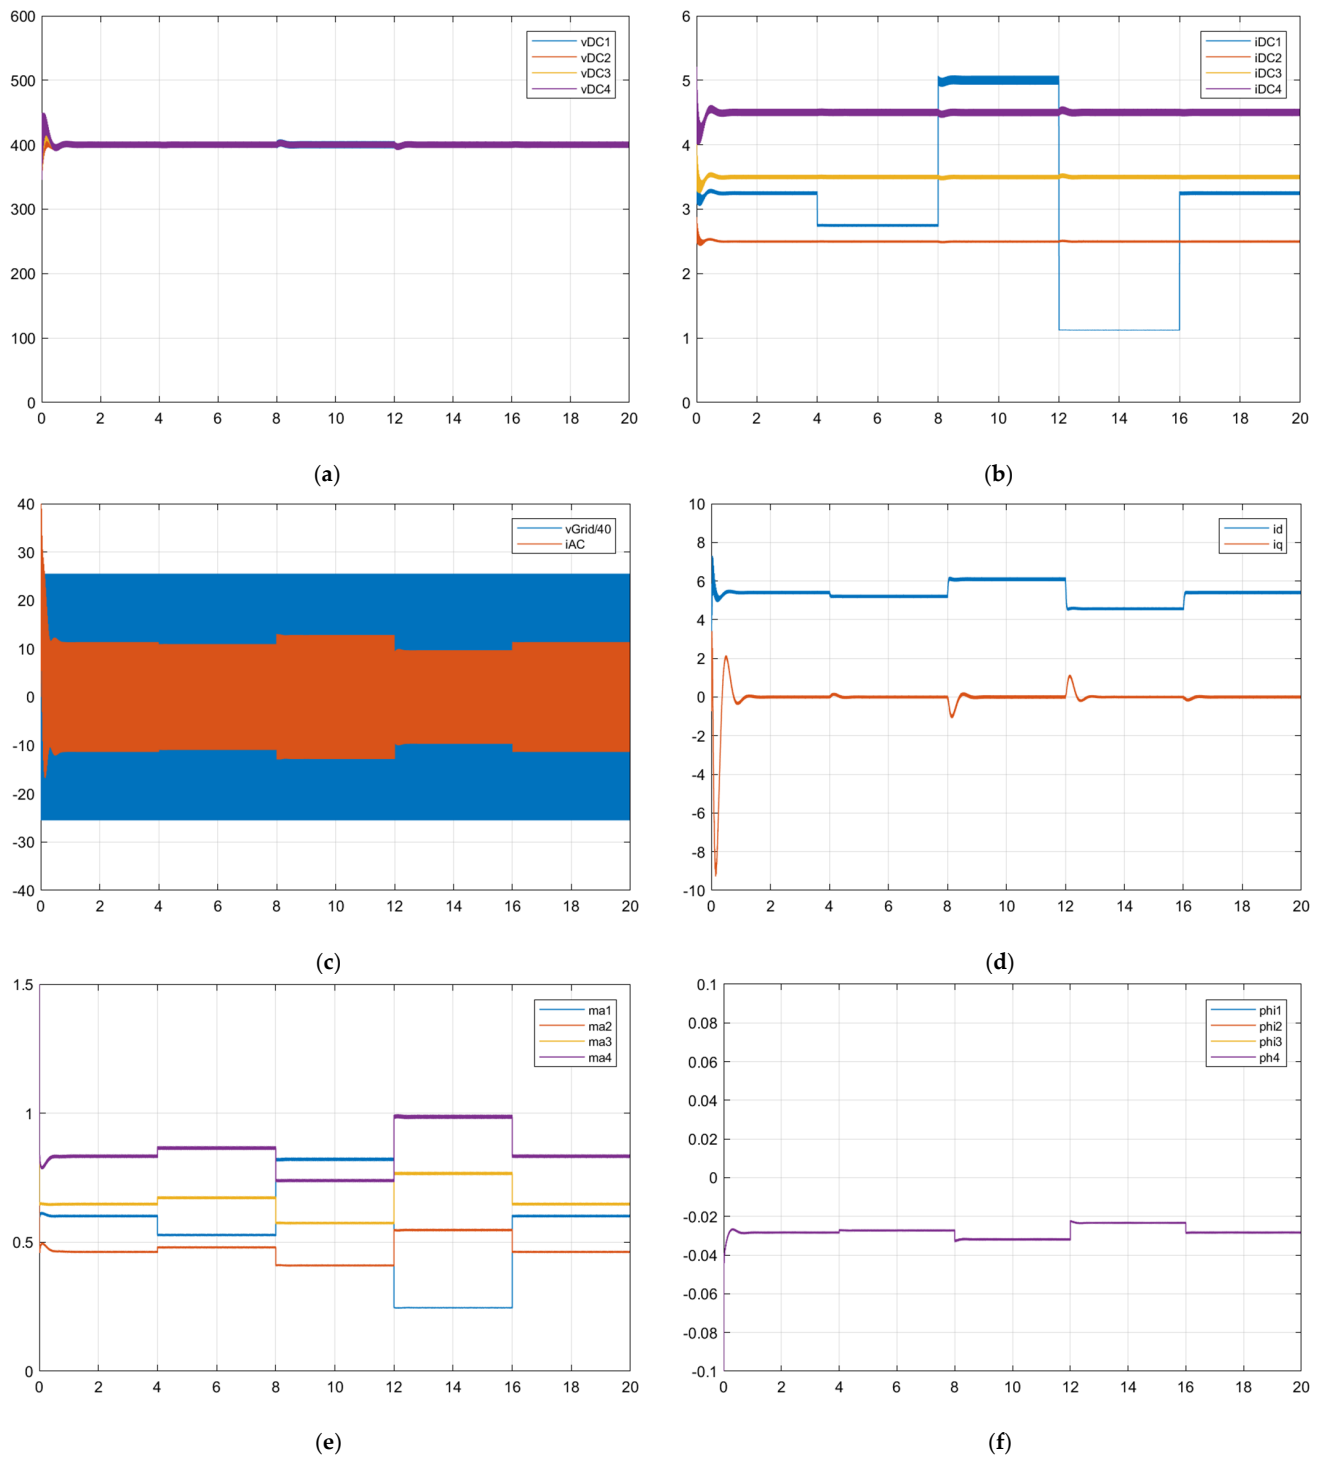 600
500
400
300
200
100
0
0 2 4 6 8 10 12 14 16 18 20
vDC1
vDC2
vDC3
vDC4
(a)
6
5
4
3
2
1
0
0 2 4 6 8 10 12 14 16 18 20
iDC1
iDC2
iDC3
iDC4
(b)
40
30
20
10
0
-10
-20
-30
-40
0 2 4 6 8 10 12 14 16 18 20
vGrid/40
iAC
(c)
10
8
6
4
2
0
-2
-4
-6
-8
-10
0 2 4 6 8 10 12 14 16 18 20
id
iq
(d)
1.5
1
0.5
0
0 2 4 6 8 10 12 14 16 18 20
ma1
ma2
ma3
ma4
(e)
0.1
0.08
0.06
0.04
0.02
0
-0.02
-0.04
-0.06
-0.08
-0.1
0 2 4 6 8 10 12 14 16 18 20
phi1
phi2
phi3
ph4
(f)